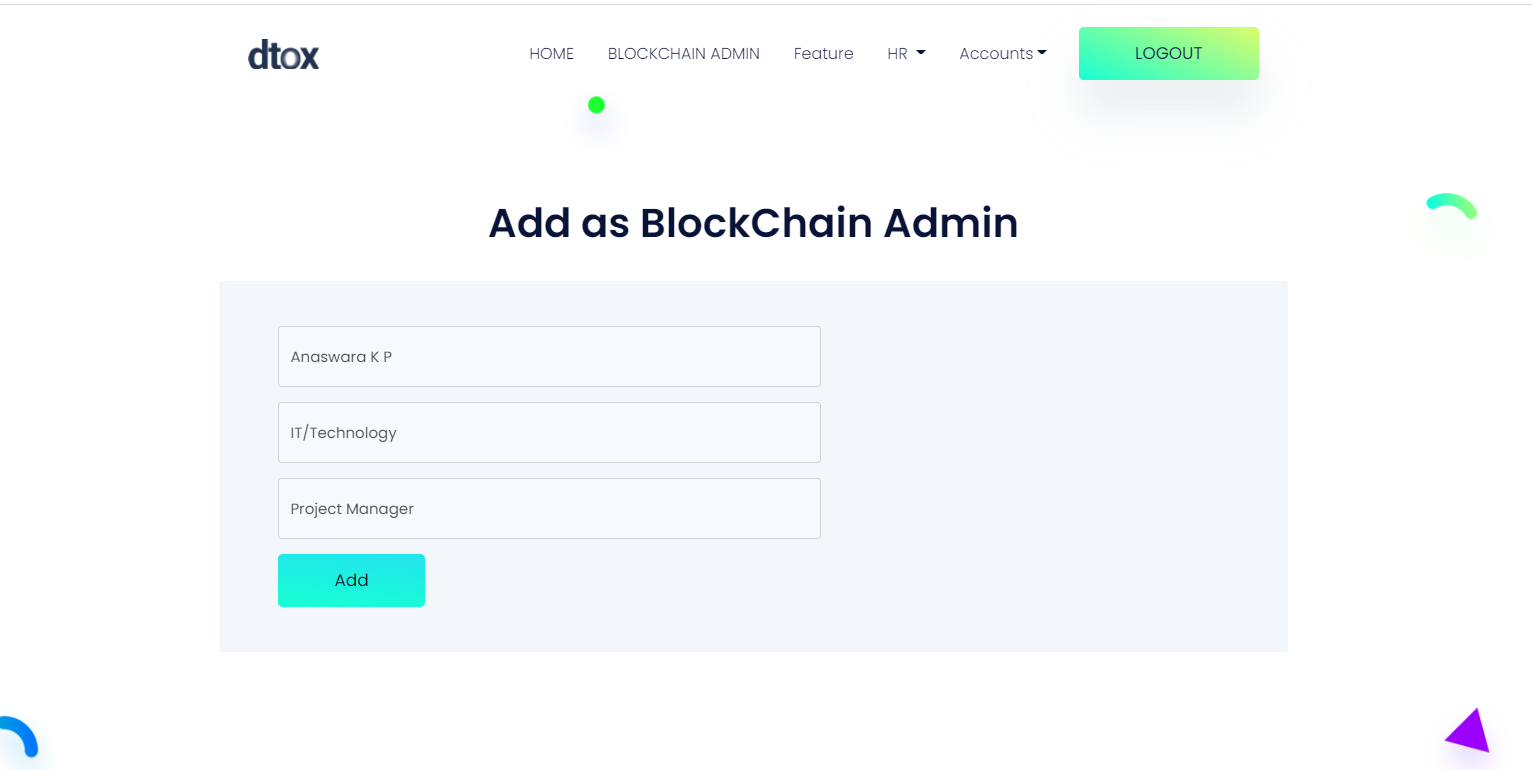 dtox HOME BLOCKCHAIN ADMIN Feature HR Accounts LOGOUT
Add as BlockChain Admin
Anaswara K P
IT/Technology
Project Manager
Add